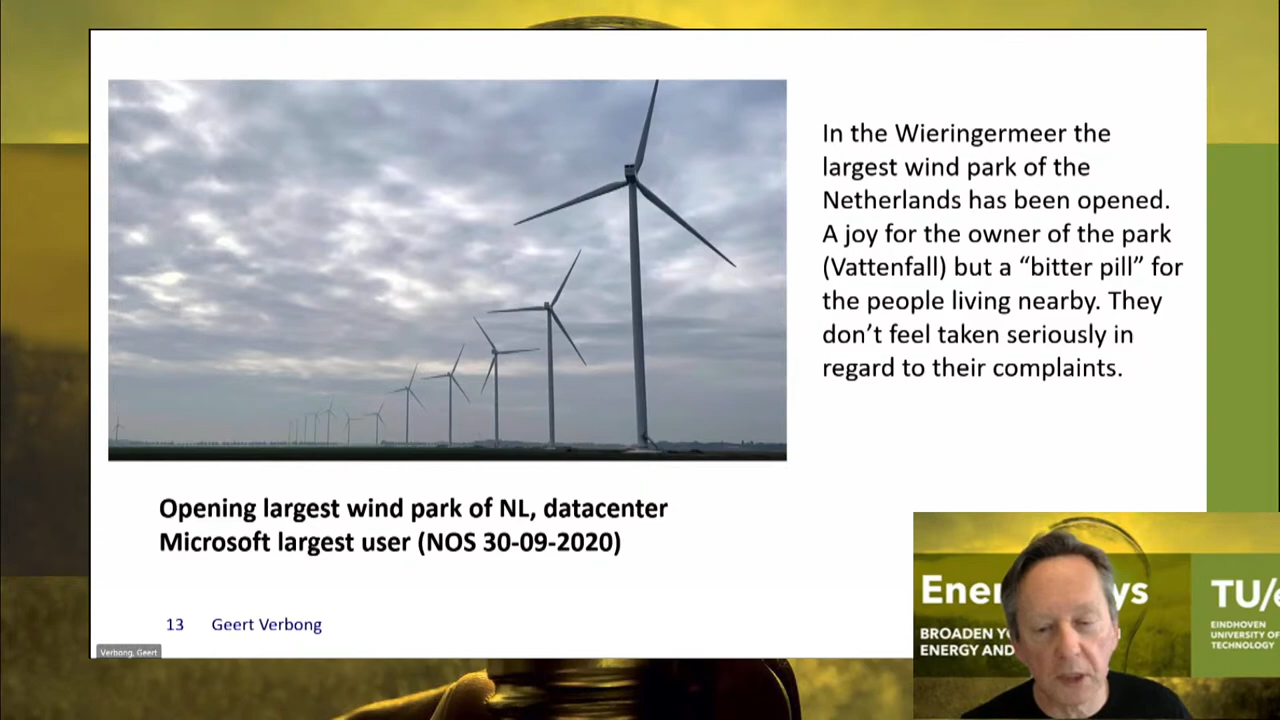 In the Wieringermeer the
largest wind park of the
Netherlands has been opened.
A joy for the owner of the park
(Vattenfall) but a “bitter pill” for
the people living nearby. They
don’t feel taken seriously in
regard to their complaints.
Opening largest wind park of NL, datacenter
Microsoft largest user (NOS 30-09-2020)
13 Geert Verbong
Verbong, Geert
TU/e
BROADEN
ENERGY AND
EINDHOVEN
UNIVERSITY OF
TECHNOLOGY